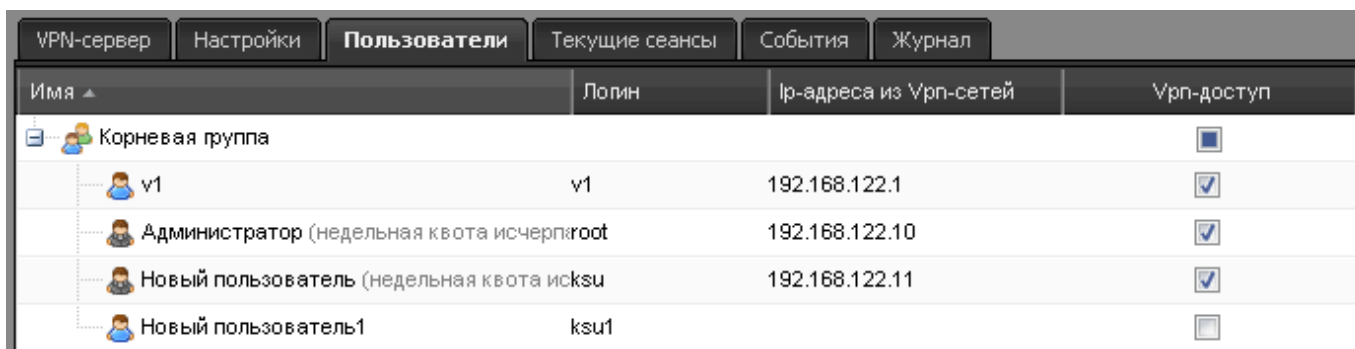 VPN-сервер Настройки Пользователи Текущие сеансы События Журнал
Имя Логин Ip-адреса из Vpn-сетей Vpn-доступ
Корневая группа
v1 v1 192.168.122.1
Администратор (недельная квота исчерпа root 192.168.122.10
Новый пользователь (недельная квота ис ksu 192.168.122.11
Новый пользователь1 ksu1